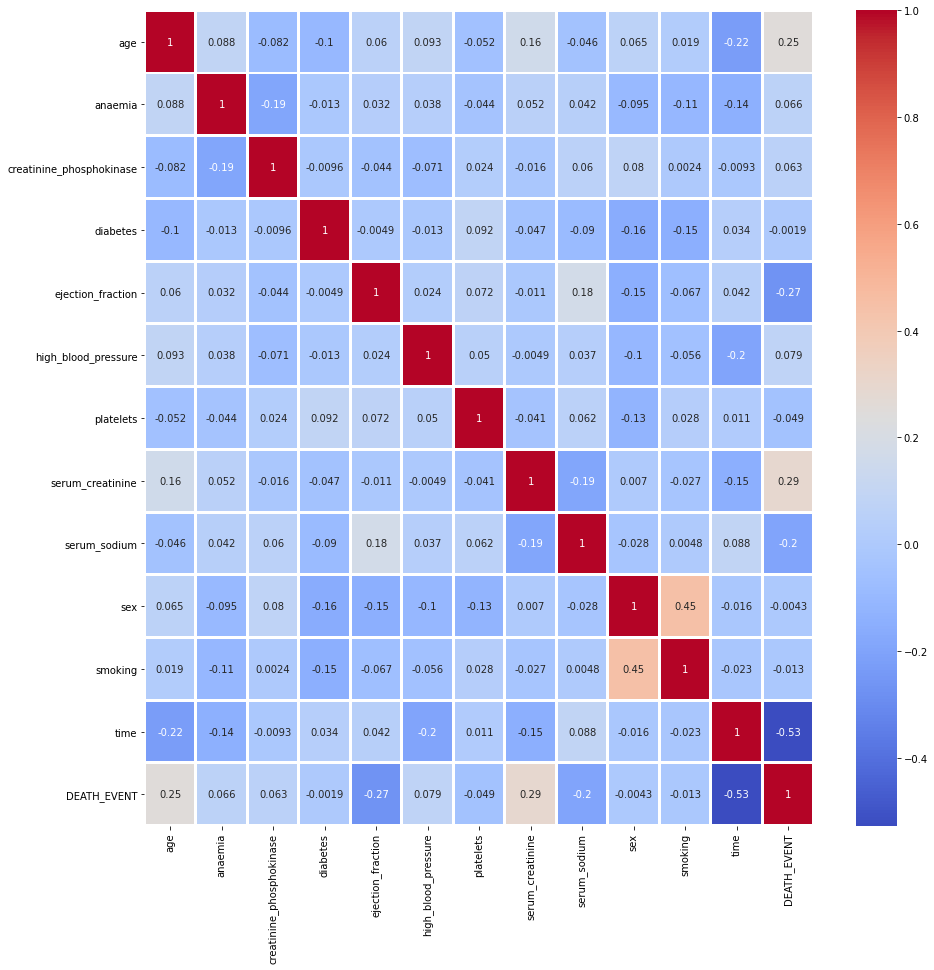 age 1 0.088 -0.082 -0.1 0.06 0.093 -0.052 0.16 -0.046 0.065 0.019 -0.22 0.25
anaemia 0.088 1 -0.19 -0.013 0.032 0.038 -0.044 0.052 0.042 -0.095 -0.11 -0.14 0.066
creatinine_phosphokinase -0.082 -0.19 1 -0.0096 -0.044 -0.071 0.024 -0.016 0.06 0.08 0.0024 -0.0093 0.063
diabetes -0.1 -0.013 -0.0096 1 -0.0049 -0.013 0.092 -0.047 -0.09 -0.16 -0.15 0.034 -0.0019
ejection_fraction 0.06 0.032 -0.044 -0.0049 1 0.024 0.072 -0.011 0.18 -0.15 -0.067 0.042 -0.27
high_blood_pressure 0.093 0.038 -0.071 -0.013 0.024 1 0.05 -0.0049 0.037 -0.1 -0.056 -0.2 0.079
platelets -0.052 -0.044 0.024 0.092 0.072 0.05 1 -0.041 0.062 -0.13 0.028 0.011 -0.049
serum_creatinine 0.16 0.052 -0.016 -0.047 -0.011 -0.0049 -0.041 1 -0.19 0.007 -0.027 -0.15 0.29
serum_sodium -0.046 0.042 0.06 -0.09 0.18 0.037 0.062 -0.19 1 -0.028 0.0048 0.088 -0.2
sex 0.065 -0.095 0.08 -0.16 -0.15 -0.1 -0.13 0.007 -0.028 1 0.45 -0.016 -0.0043
smoking 0.019 -0.11 0.0024 -0.15 -0.067 -0.056 0.028 -0.027 0.0048 0.45 1 -0.023 -0.013
time -0.22 -0.14 -0.0093 0.034 0.042 -0.2 0.011 -0.15 0.088 -0.016 -0.023 1 -0.53
DEATH_EVENT 0.25 0.066 0.063 -0.0019 -0.27 0.079 -0.049 0.29 -0.2 -0.0043 -0.013 -0.53 1
age
anaemia
creatinine_phosphokinase
diabetes
ejection_fraction
high_blood_pressure
platelets
serum_creatinine
serum_sodium
sex
smoking
time
DEATH_EVENT
1.0
0.8
0.6
0.4
0.2
0.0
−0.2
−0.4